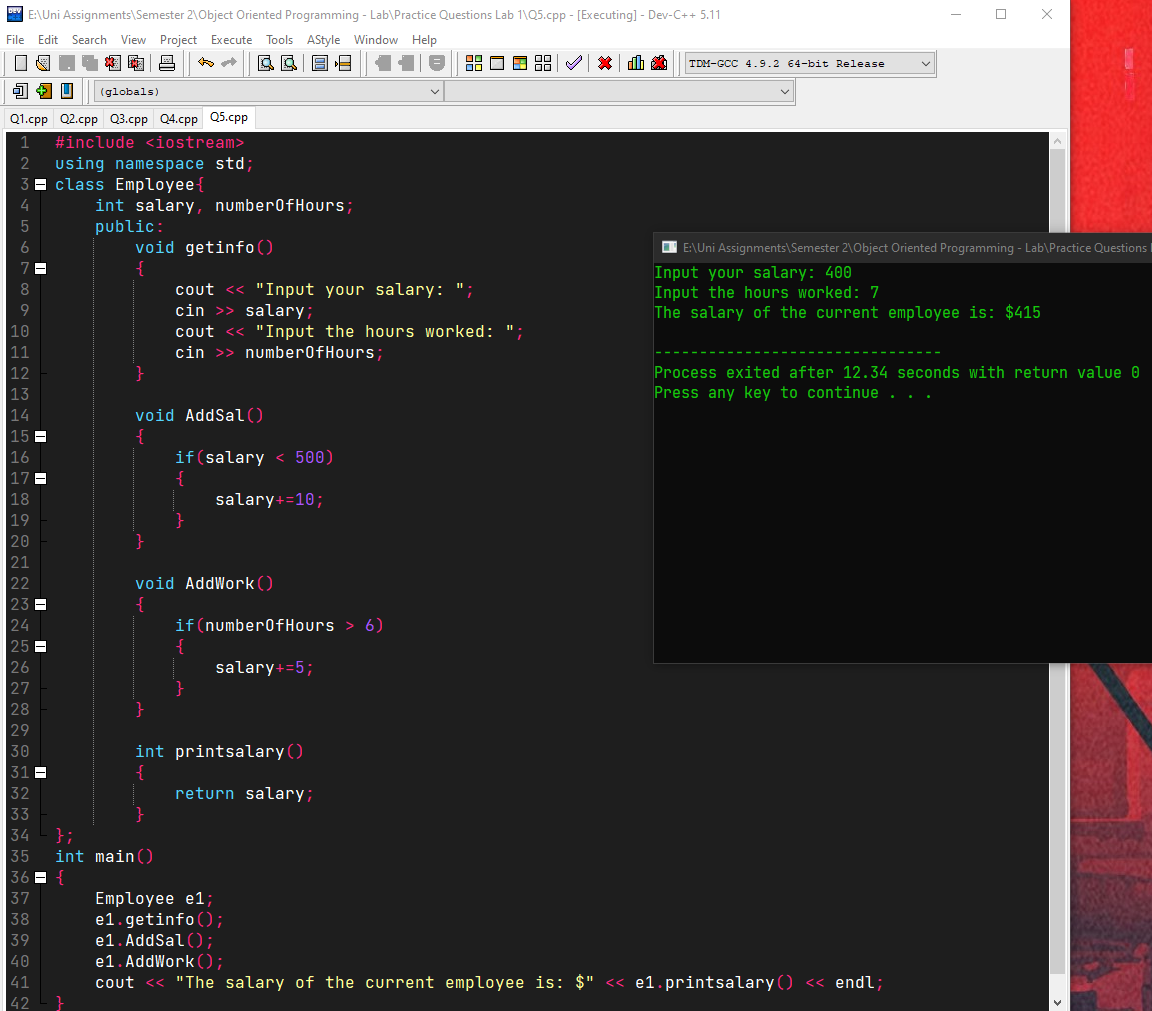 E:\Uni Assignments\Semester 2\Object Oriented Programming - Lab\Practice Questions Lab 1\Q5.cpp - [Executing] - Dev-C++ 5.11
File Edit Search View Project Execute Tools AStyle Window Help
TDM-GCC 4.9.2 64-bit Release
(globals)
Q1.cpp Q2.cpp Q3.cpp Q4.cpp Q5.cpp
1 #include <iostream>
2 using namespace std;
3 class Employee{
4     int salary, numberOfHours;
5     public:
6         void getinfo()
7         {
8             cout << "Input your salary: ";
9             cin >> salary;
10             cout << "Input the hours worked: ";
11             cin >> numberOfHours;
12         }
13
14         void AddSal()
15         {
16             if(salary < 500)
17             {
18                 salary+=10;
19             }
20         }
21
22         void AddWork()
23         {
24             if(numberOfHours > 6)
25             {
26                 salary+=5;
27             }
28         }
29
30         int printsalary()
31         {
32             return salary;
33         }
34 };
35 int main()
36 {
37     Employee e1;
38     e1.getinfo();
39     e1.AddSal();
40     e1.AddWork();
41     cout << "The salary of the current employee is: $" << e1.printsalary() << endl;
42 }
E:\Uni Assignments\Semester 2\Object Oriented Programming - Lab\Practice Questions
Input your salary: 400
Input the hours worked: 7
The salary of the current employee is: $415
--------------------------------
Process exited after 12.34 seconds with return value 0
Press any key to continue . . .